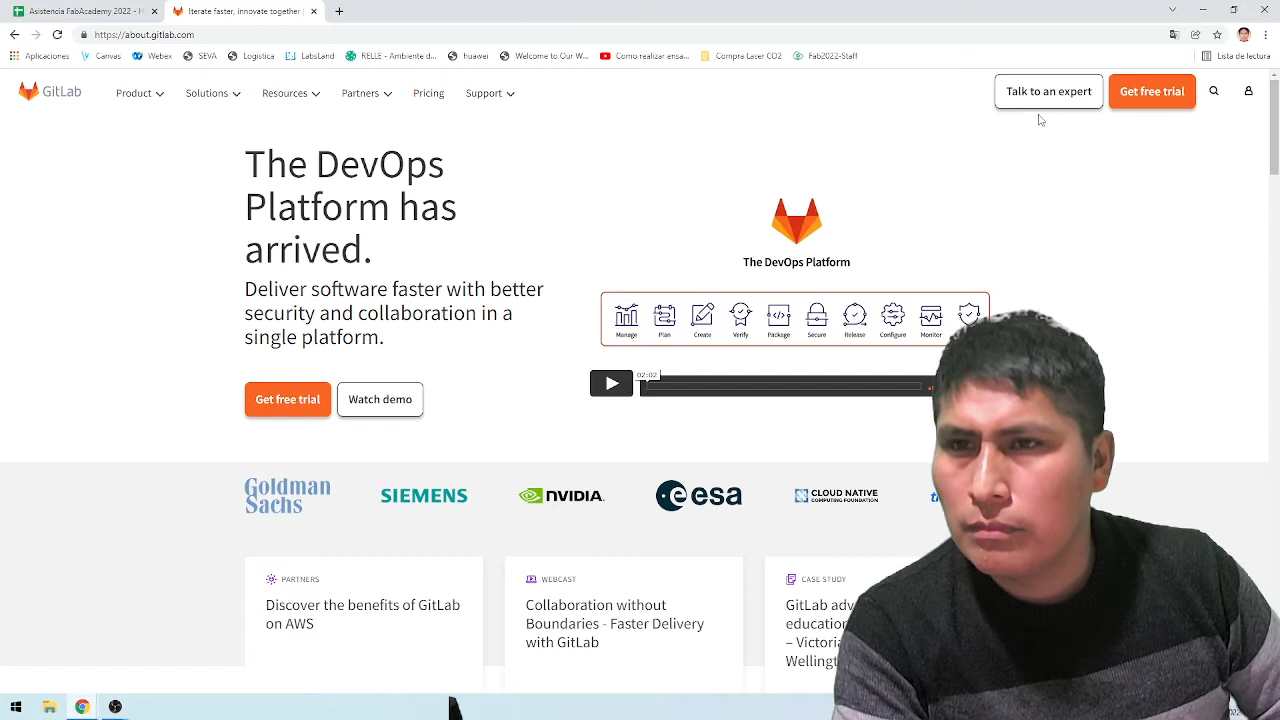 Asistencia FabAcademy 2022 - H
Iterate faster, innovate together |
https://about.gitlab.com
Aplicaciones
Canvas
Webex
SEVA
Logistica
LabsLand
RELLE - Ambiente d...
huawei
Welcome to Our W...
Como realizar ensa...
Compra Laser CO2
Fab2022-Staff
Lista de lectura
GitLab
Product
Solutions
Resources
Partners
Pricing
Support
Talk to an expert
Get free trial
The DevOps
Platform has
arrived.
Deliver software faster with better
security and collaboration in a
single platform.
Get free trial
Watch demo
The DevOps Platform
Manage
Plan
Create
Verify
Package
Secure
Release
Configure
Monitor
02:02
Goldman
Sachs
SIEMENS
NVIDIA.
esa
CLOUD NATIVE
COMPUTING FOUNDATION
PARTNERS
Discover the benefits of GitLab
on AWS
WEBCAST
Collaboration without
Boundaries - Faster Delivery
with GitLab
CASE STUDY
GitLab adv
education
– Victoria
Wellingt